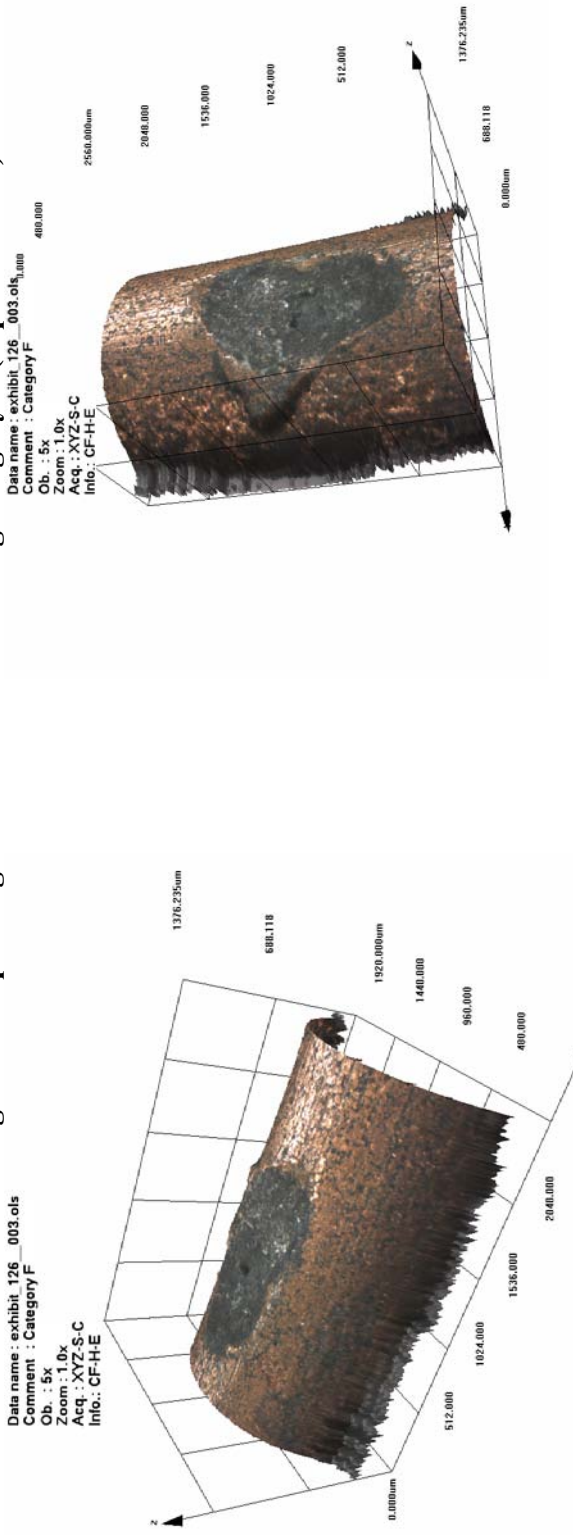 Data name : exhibit_126__003.ols
Comment : Category F
Ob. : 5x
Zoom : 1.0x
Acq. : XYZ-S-C
Info.: CF-H-E
0.000
480.000
2560.000um
2048.000
1536.000
1024.000
512.000
z
1376.235um
688.118
0.000um
Data name : exhibit_126__003.ols
Comment : Category F
Ob. : 5x
Zoom : 1.0x
Acq. : XYZ-S-C
Info.: CF-H-E
1376.235um
688.118
1920.000um
1440.000
960.000
480.000
z
0.000um
512.000
1024.000
1536.000
2048.000